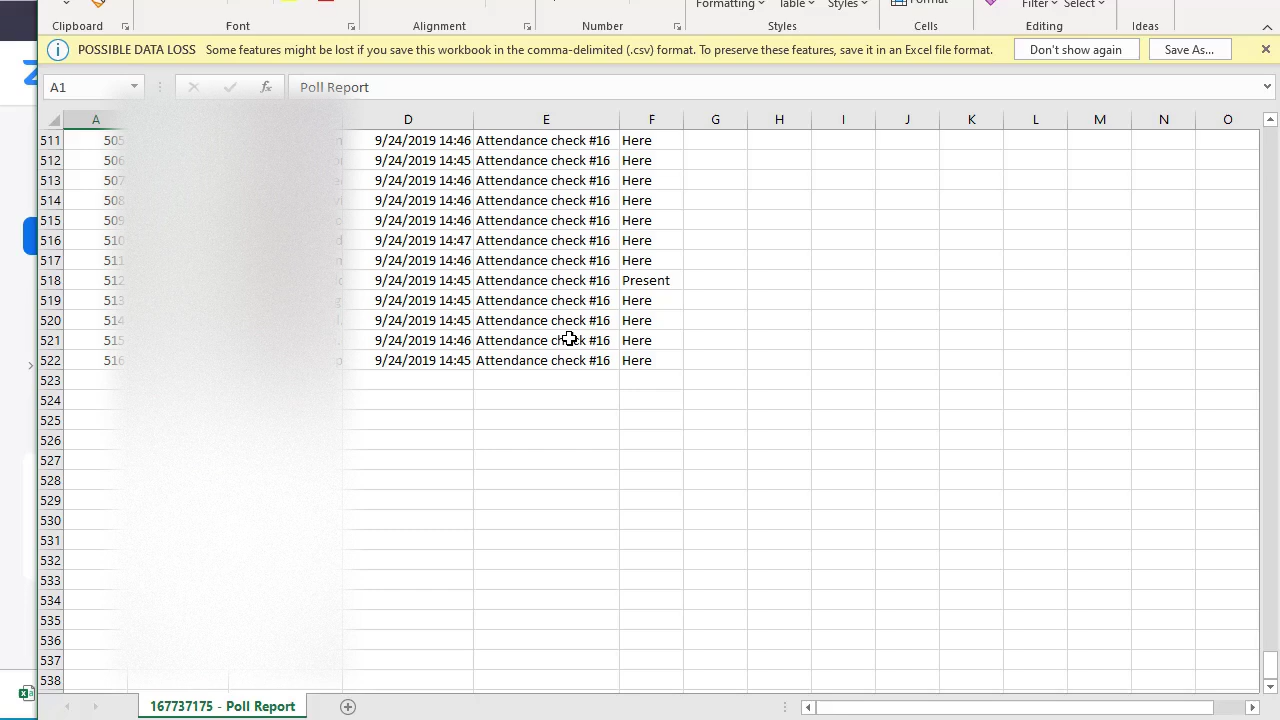 Clipboard Font Alignment Number Formatting Table Styles Styles Format Cells Filter Select Editing Ideas
POSSIBLE DATA LOSS Some features might be lost if you save this workbook in the comma-delimited (.csv) format. To preserve these features, save it in an Excel file format. Don't show again Save As...
A1 fx Poll Report
A D E F G H I J K L M N O
511 505 9/24/2019 14:46 Attendance check #16 Here
512 506 9/24/2019 14:45 Attendance check #16 Here
513 507 9/24/2019 14:46 Attendance check #16 Here
514 508 9/24/2019 14:46 Attendance check #16 Here
515 509 9/24/2019 14:46 Attendance check #16 Here
516 510 9/24/2019 14:47 Attendance check #16 Here
517 511 9/24/2019 14:46 Attendance check #16 Here
518 512 9/24/2019 14:45 Attendance check #16 Present
519 513 9/24/2019 14:45 Attendance check #16 Here
520 514 9/24/2019 14:45 Attendance check #16 Here
521 515 9/24/2019 14:46 Attendance check #16 Here
522 516 9/24/2019 14:45 Attendance check #16 Here
523
524
525
526
527
528
529
530
531
532
533
534
535
536
537
538
167737175 - Poll Report